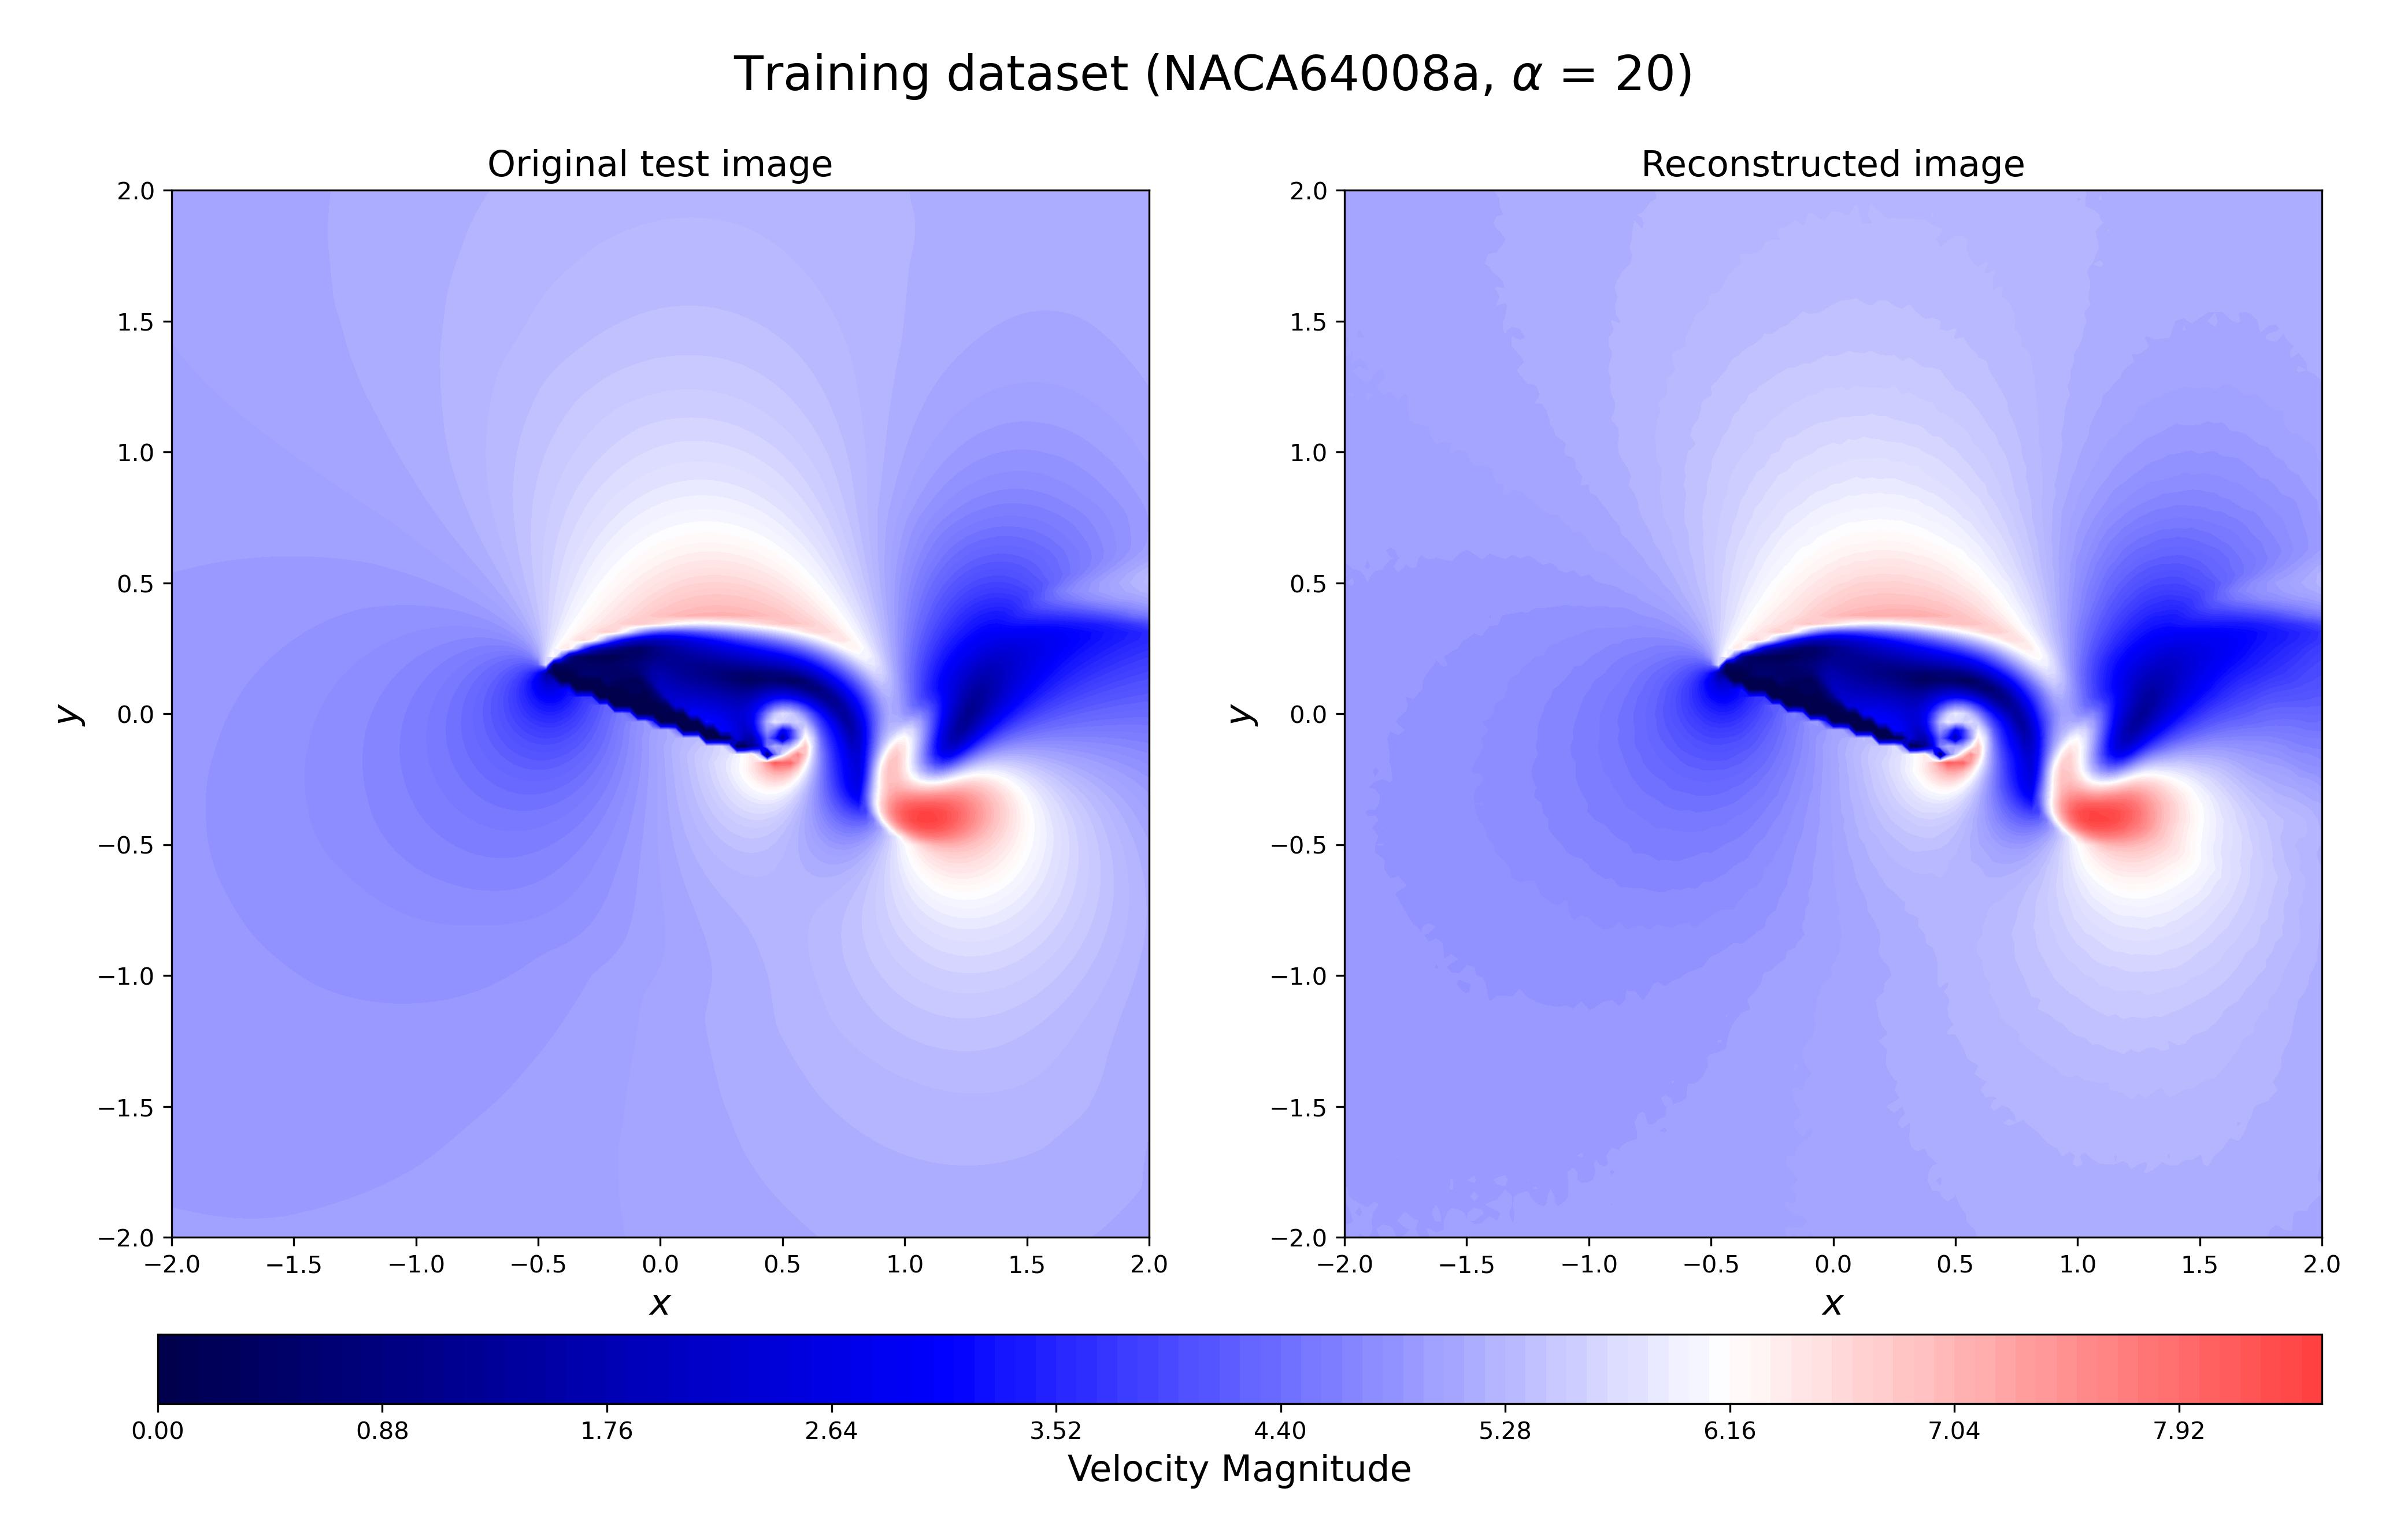 Training dataset (NACA64008a, α = 20)
Original test image
Reconstructed image
2.0
1.5
1.0
0.5
0.0
−0.5
−1.0
−1.5
−2.0
y
−2.0 −1.5 −1.0 −0.5 0.0 0.5 1.0 1.5 2.0
x
2.0
1.5
1.0
0.5
0.0
−0.5
−1.0
−1.5
−2.0
y
−2.0 −1.5 −1.0 −0.5 0.0 0.5 1.0 1.5 2.0
x
0.00 0.88 1.76 2.64 3.52 4.40 5.28 6.16 7.04 7.92
Velocity Magnitude